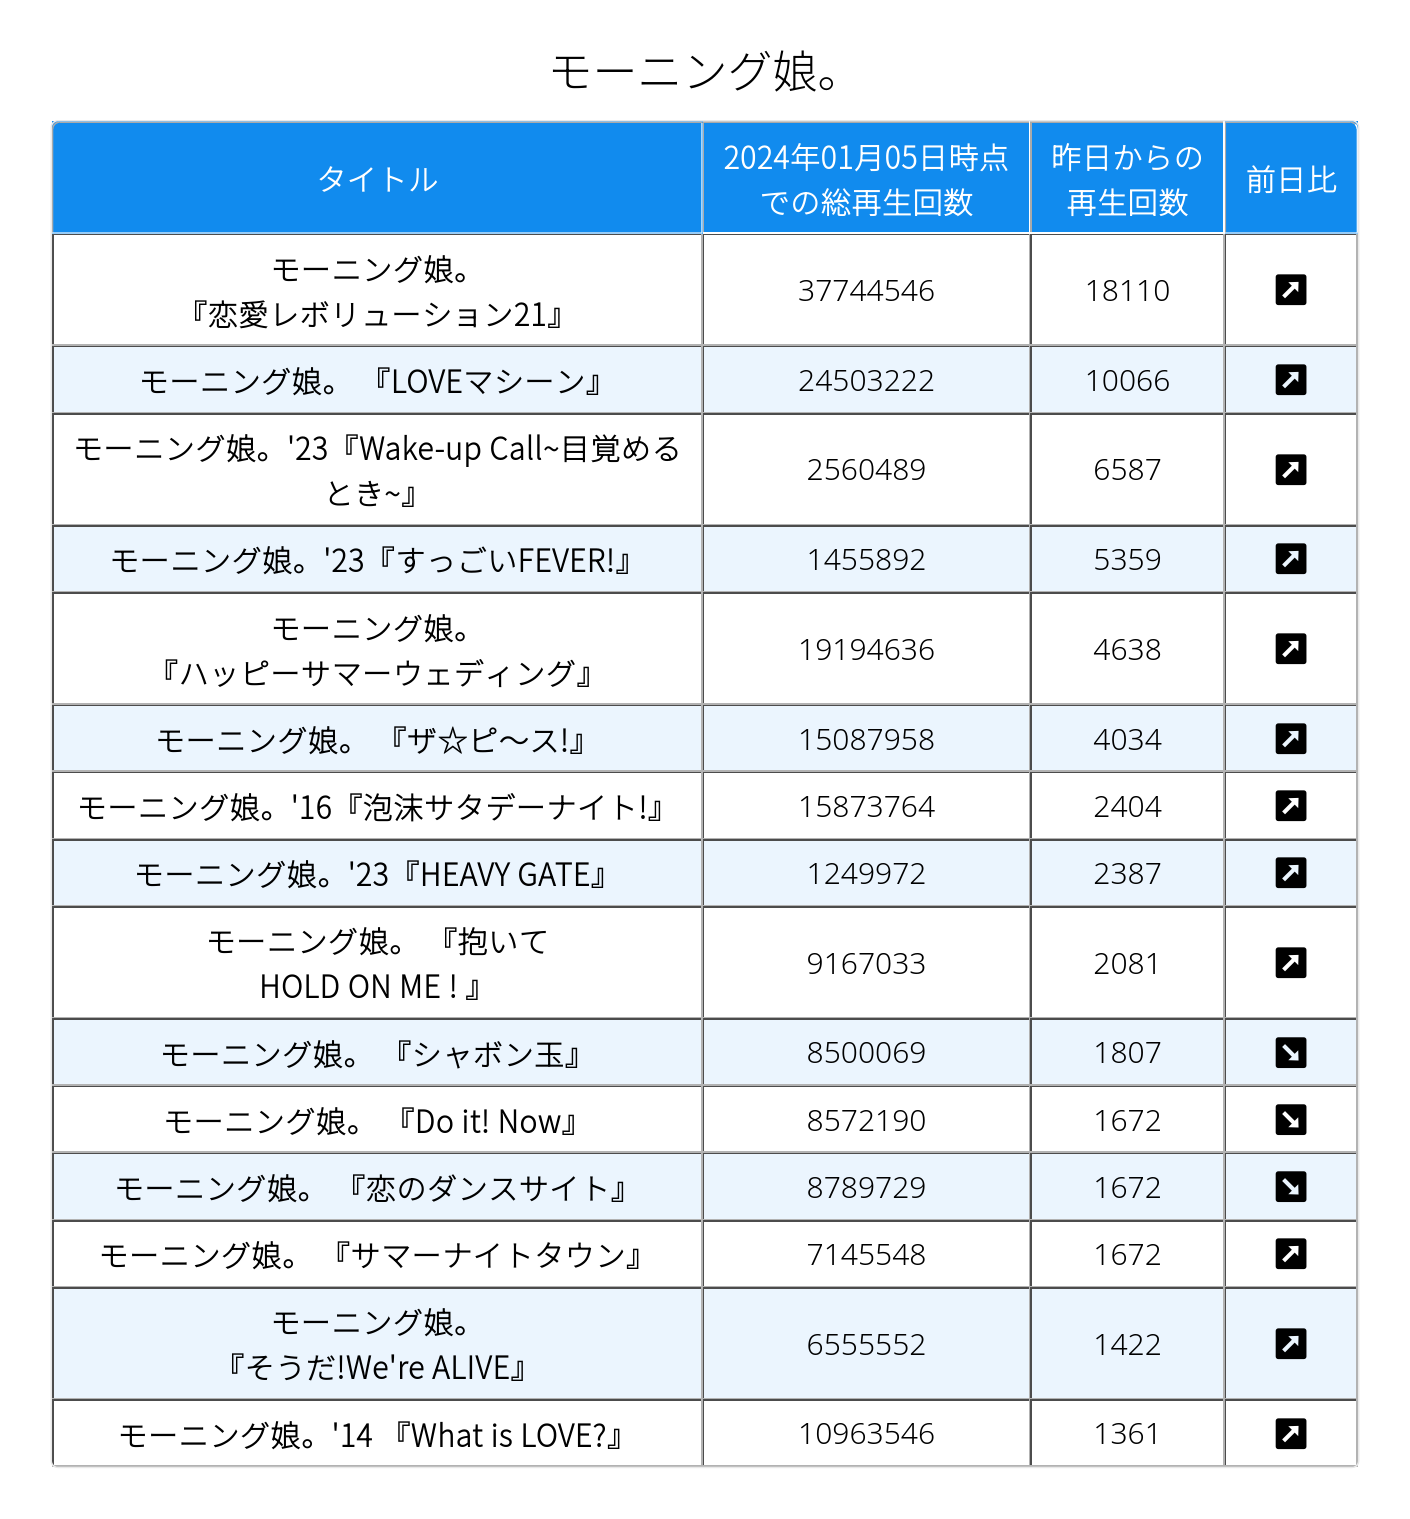 モーニング娘。
タイトル
2024年01月05日時点
での総再生回数
昨日からの
再生回数
前日比
モーニング娘。
『恋愛レボリューション21』
37744546
18110
モーニング娘。 『LOVEマシーン』
24503222
10066
モーニング娘。'23『Wake-up Call~目覚める
とき~』
2560489
6587
モーニング娘。'23『すっごいFEVER!』
1455892
5359
モーニング娘。
『ハッピーサマーウェディング』
19194636
4638
モーニング娘。 『ザ☆ピ〜ス!』
15087958
4034
モーニング娘。'16『泡沫サタデーナイト!』
15873764
2404
モーニング娘。'23『HEAVY GATE』
1249972
2387
モーニング娘。 『抱いて
HOLD ON ME ! 』
9167033
2081
モーニング娘。 『シャボン玉』
8500069
1807
モーニング娘。 『Do it! Now』
8572190
1672
モーニング娘。 『恋のダンスサイト』
8789729
1672
モーニング娘。 『サマーナイトタウン』
7145548
1672
モーニング娘。
『そうだ!We're ALIVE』
6555552
1422
モーニング娘。'14 『What is LOVE?』
10963546
1361